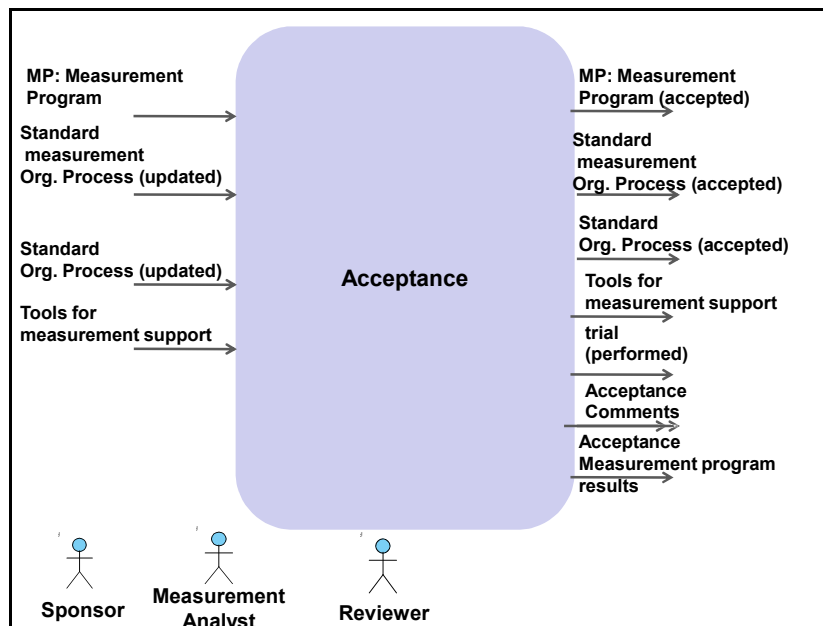 MP: Measurement
Program
Standard
measurement
Org. Process (updated)
Standard
Org. Process (updated)
Tools for
measurement support
Acceptance
MP: Measurement
Program (accepted)
Standard
measurement
Org. Process (accepted)
Standard
Org. Process (accepted)
Tools for
measurement support
trial
(performed)
Acceptance
Comments
Acceptance
Measurement program
results
Sponsor
Measurement
Analyst
Reviewer